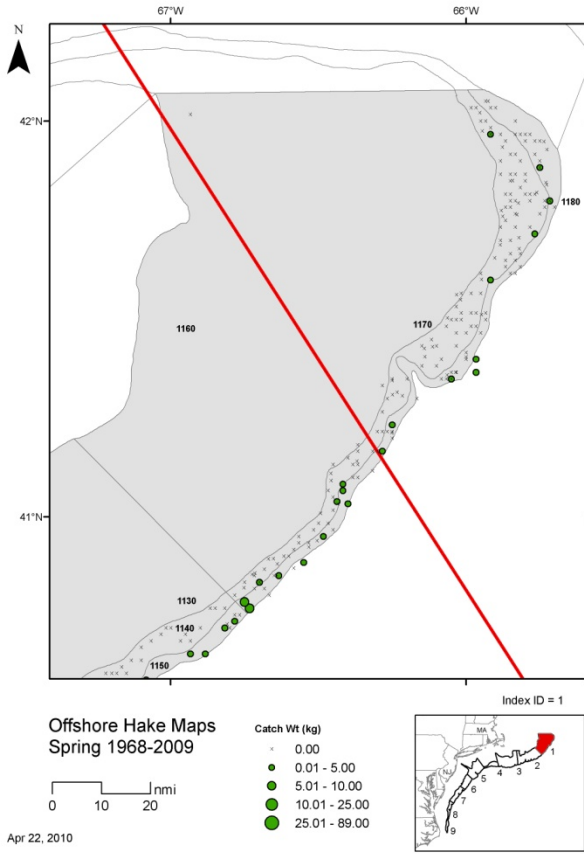 67°W
66°W
N
42°N
1180
1170
1160
41°N
1130
1140
1150
Index ID = 1
Offshore Hake Maps
Spring 1968-2009
0 10 20 nmi
Apr 22, 2010
Catch Wt (kg)
0.00
0.01 - 5.00
5.01 - 10.00
10.01 - 25.00
25.01 - 89.00
MA
NJ
1
2
3
4
5
6
7
8
9